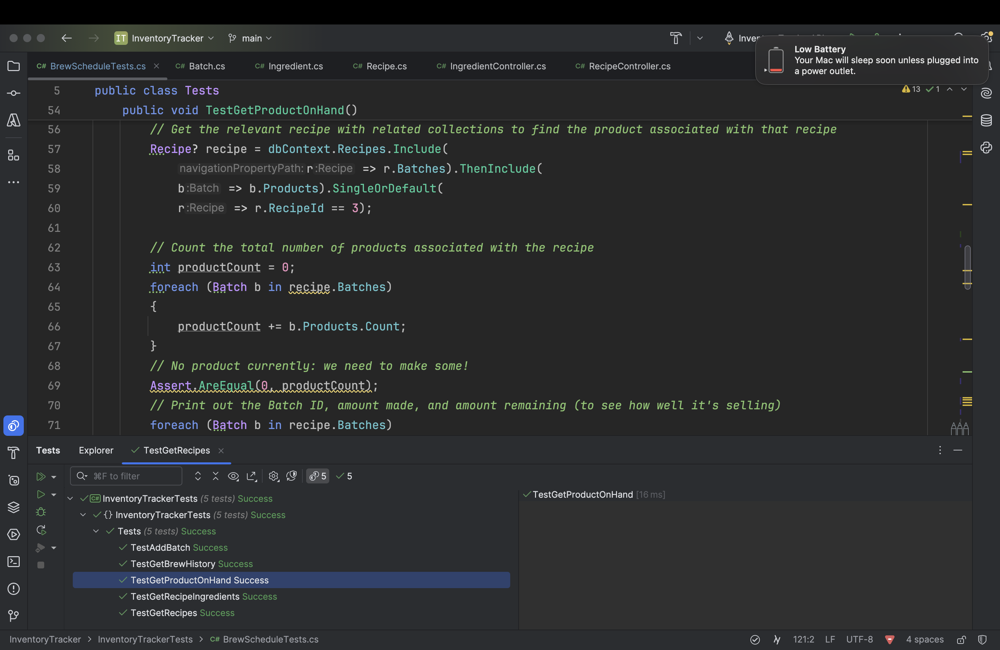 IT InventoryTracker main
Inver
Low Battery
Your Mac will sleep soon unless plugged into
a power outlet.
C# BrewScheduleTests.cs C# Batch.cs C# Ingredient.cs C# Recipe.cs C# IngredientController.cs C# RecipeController.cs
13 1
5 public class Tests
54 public void TestGetProductOnHand()
56 // Get the relevant recipe with related collections to find the product associated with that recipe
57 Recipe? recipe = dbContext.Recipes.Include(
58 navigationPropertyPath: r :Recipe => r.Batches).ThenInclude(
59 b :Batch => b.Products).SingleOrDefault(
60 r :Recipe => r.RecipeId == 3);
61
62 // Count the total number of products associated with the recipe
63 int productCount = 0;
64 foreach (Batch b in recipe.Batches)
65 {
66 productCount += b.Products.Count;
67 }
68 // No product currently: we need to make some!
69 Assert.AreEqual(0, productCount);
70 // Print out the Batch ID, amount made, and amount remaining (to see how well it's selling)
71 foreach (Batch b in recipe.Batches)
Tests Explorer TestGetRecipes
⌘F to filter 5 5
C# InventoryTrackerTests (5 tests) Success
{} InventoryTrackerTests (5 tests) Success
Tests (5 tests) Success
TestAddBatch Success
TestGetBrewHistory Success
TestGetProductOnHand Success
TestGetRecipeIngredients Success
TestGetRecipes Success
TestGetProductOnHand [16 ms]
InventoryTracker > InventoryTrackerTests > C# BrewScheduleTests.cs
121:2 LF UTF-8 4 spaces